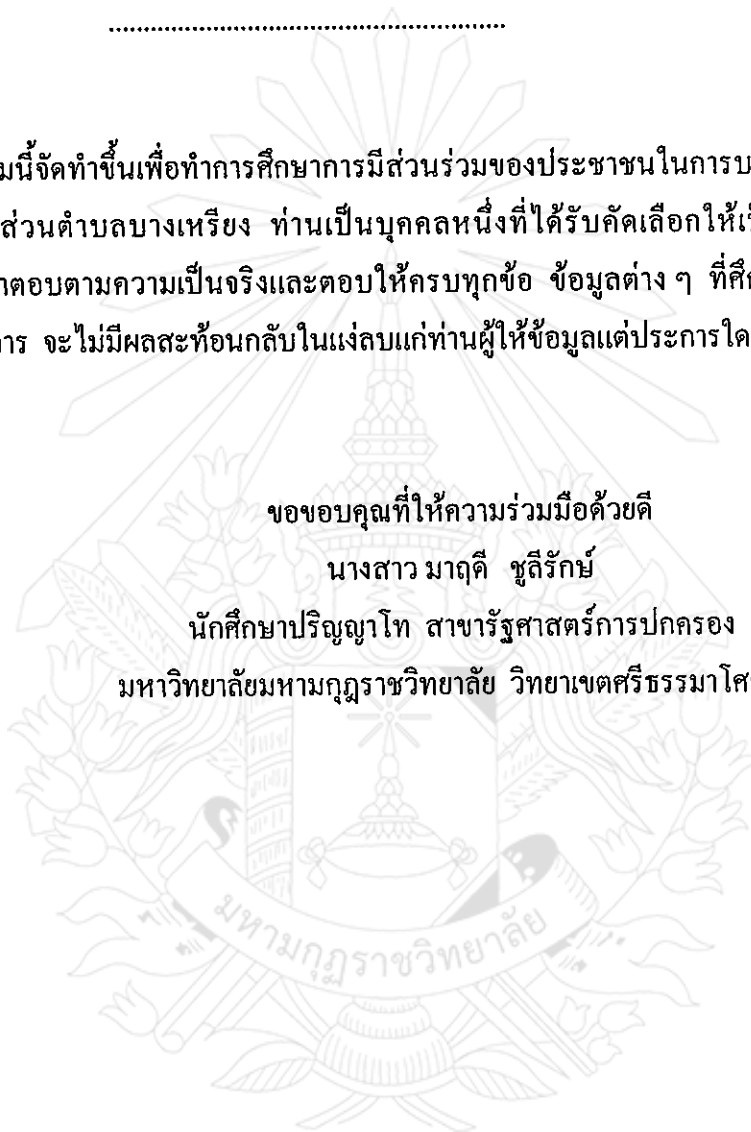 มนี้จัดทำขึ้นเพื่อทำการศึกษาการมีส่วนร่วมของประชาชนในการบ
ส่วนตำบลบางเหรียง ท่านเป็นบุคคลหนึ่งที่ได้รับคัดเลือกให้เ
าตอบตามความเป็นจริงและตอบให้ครบทุกข้อ ข้อมูลต่าง ๆ ที่ศึ
าร จะไม่มีผลสะท้อนกลับในแง่ลบแก่ท่านผู้ให้ข้อมูลแต่ประการใด
ขอขอบคุณที่ให้ความร่วมมือด้วยดี
นางสาว มาฤดี ชูลีรักษ์
นักศึกษาปริญญาโท สาขารัฐศาสตร์การปกครอง
มหาวิทยาลัยมหามกุฎราชวิทยาลัย วิทยาเขตศรีธรรมาโศ
มหามกุฏราชวิทยาลัย